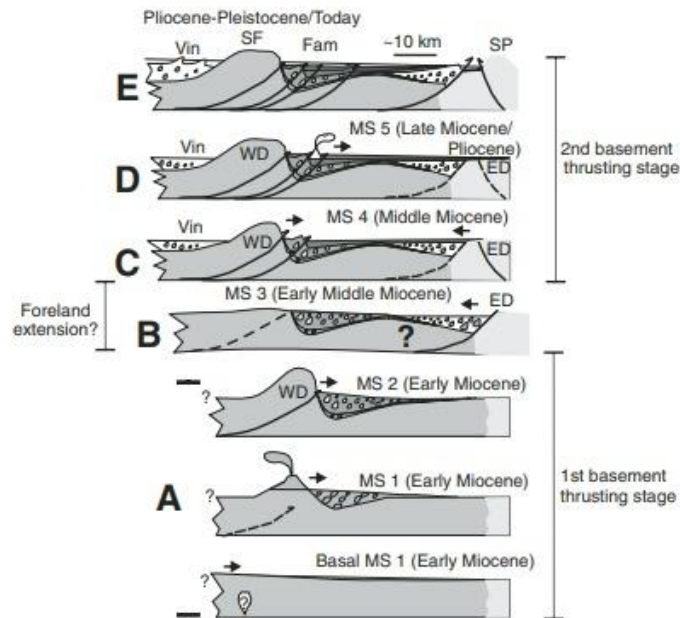 Pliocene-Pleistocene/Today
Vin SF Fam ~10 km SP
E
MS 5 (Late Miocene/
Pliocene)
WD ED
D
2nd basement
thrusting stage
MS 4 (Middle Miocene)
Vin WD ED
C
MS 3 (Early Middle Miocene) ED
Foreland
extension?
B ?
MS 2 (Early Miocene)
? WD
MS 1 (Early Miocene)
A ?
1st basement
thrusting stage
Basal MS 1 (Early Miocene)
?
?